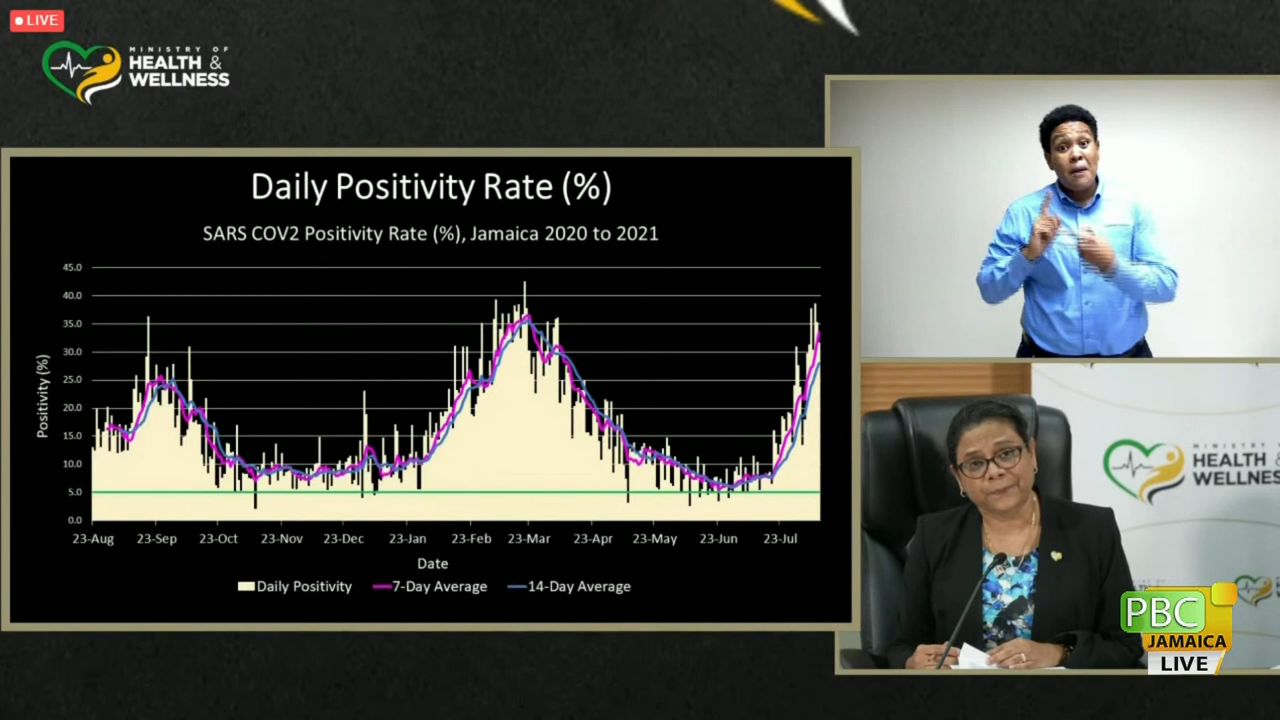 LIVE
MINISTRY OF
HEALTH &
WELLNESS
Daily Positivity Rate (%)
SARS COV2 Positivity Rate (%), Jamaica 2020 to 2021
45.0
40.0
35.0
30.0
25.0
20.0
15.0
10.0
5.0
0.0
Positivity (%)
23-Aug 23-Sep 23-Oct 23-Nov 23-Dec 23-Jan 23-Feb 23-Mar 23-Apr 23-May 23-Jun 23-Jul
Date
Daily Positivity 7-Day Average 14-Day Average
MINISTRY OF
HEALTH &
WELLNESS
PBC
JAMAICA
LIVE